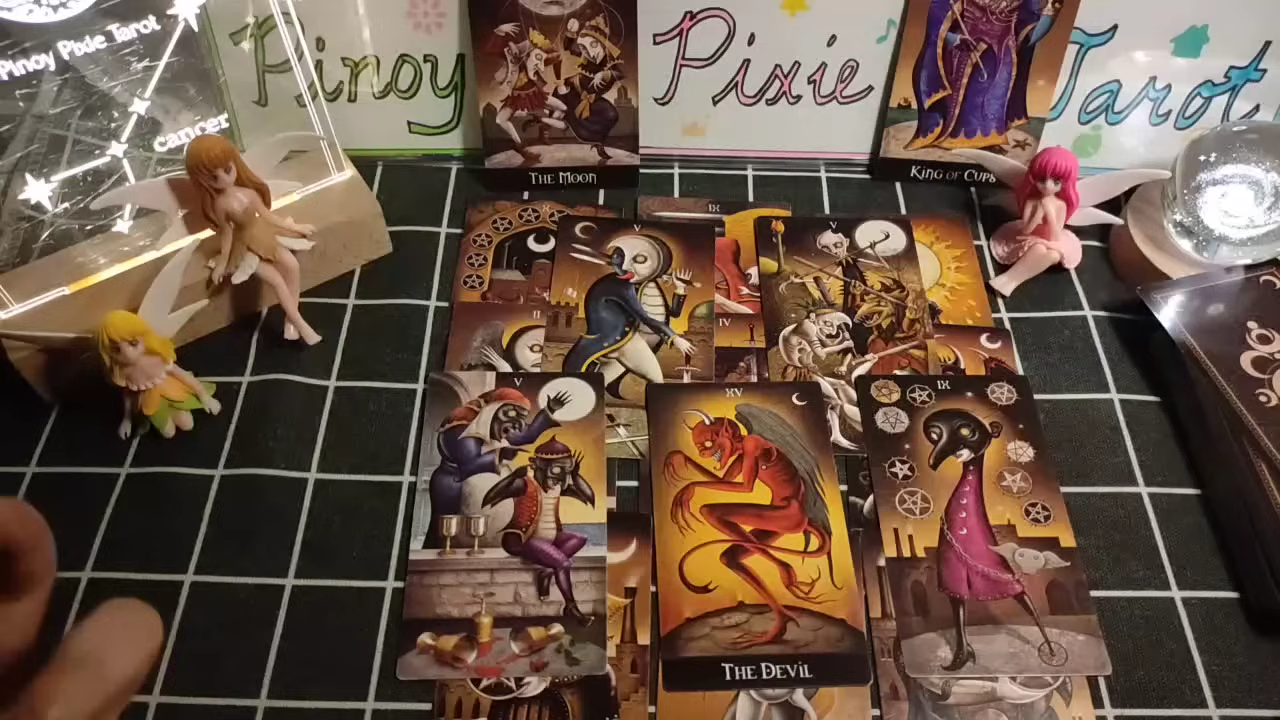 Pinoy Pixie Tarot
cancer
Pinoy
Pixie
Tarot
THE MOON
KING OF CUPS
IX
V
V
II
IV
V
XV
IX
THE DEVIL